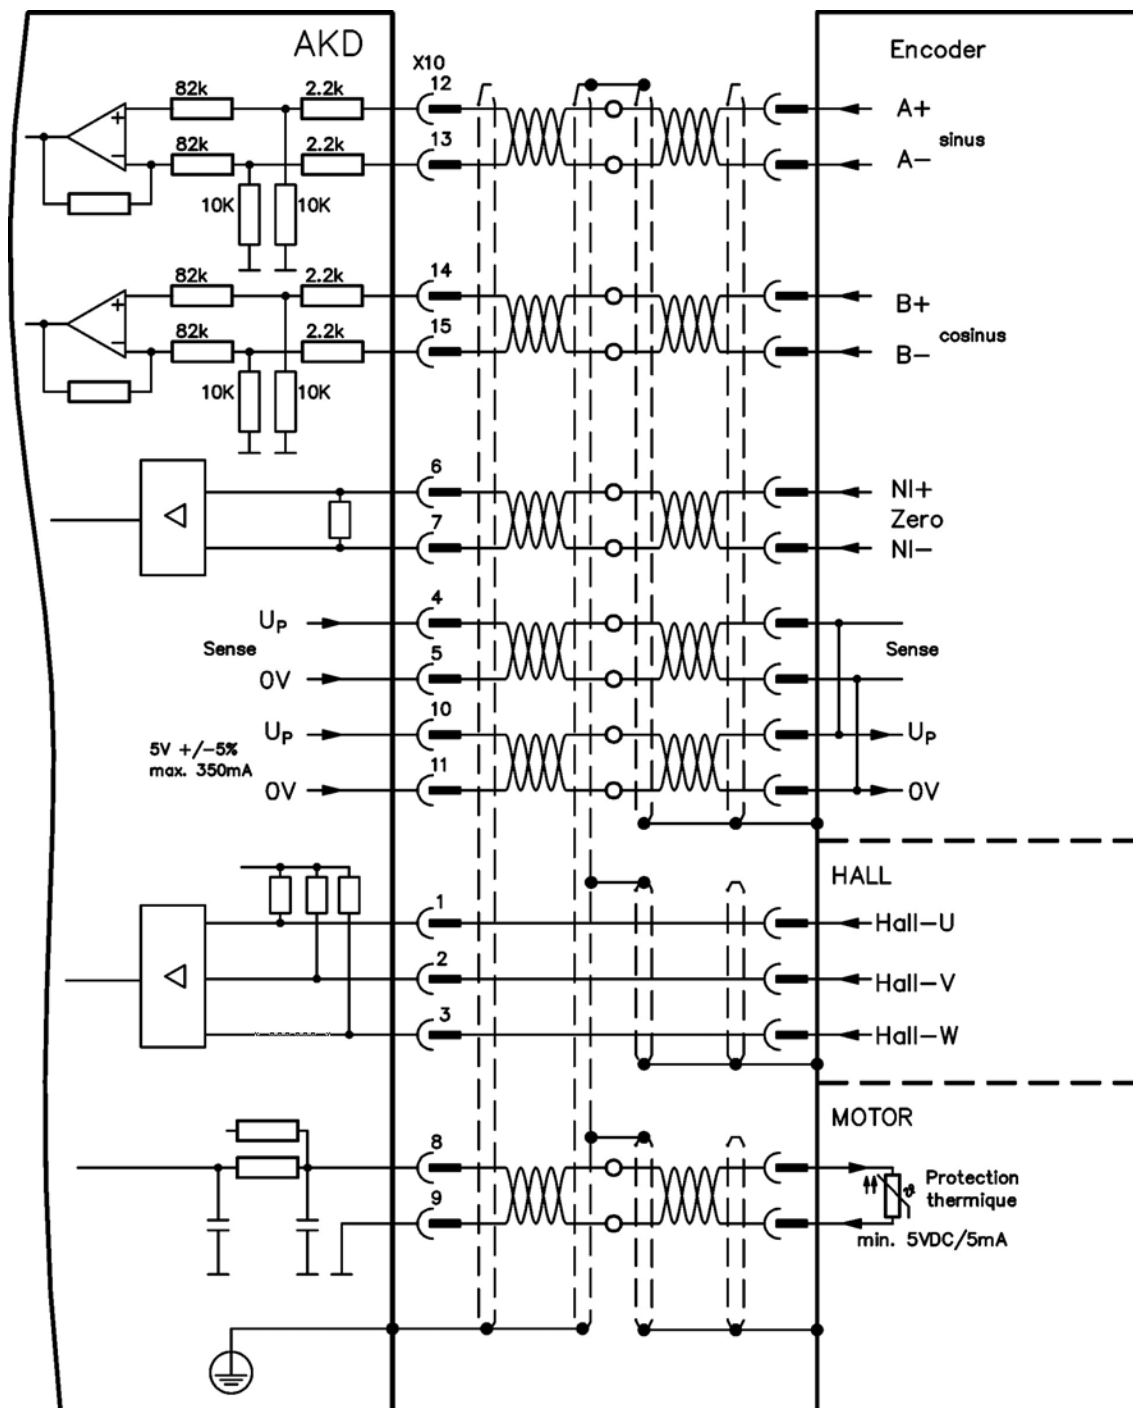 AKD
X10
Encoder
82k
2.2k
12
A+
82k
2.2k
13
sinus
A-
10K
10K
82k
2.2k
14
B+
82k
2.2k
15
cosinus
B-
10K
10K
6
NI+
7
Zero
NI-
UP
4
Sense
Sense
0V
5
5V +/-5%
max. 350mA
UP
10
UP
0V
11
0V
HALL
1
Hall-U
2
Hall-V
3
Hall-W
MOTOR
8
Protection
thermique
ϑ
9
min. 5VDC/5mA